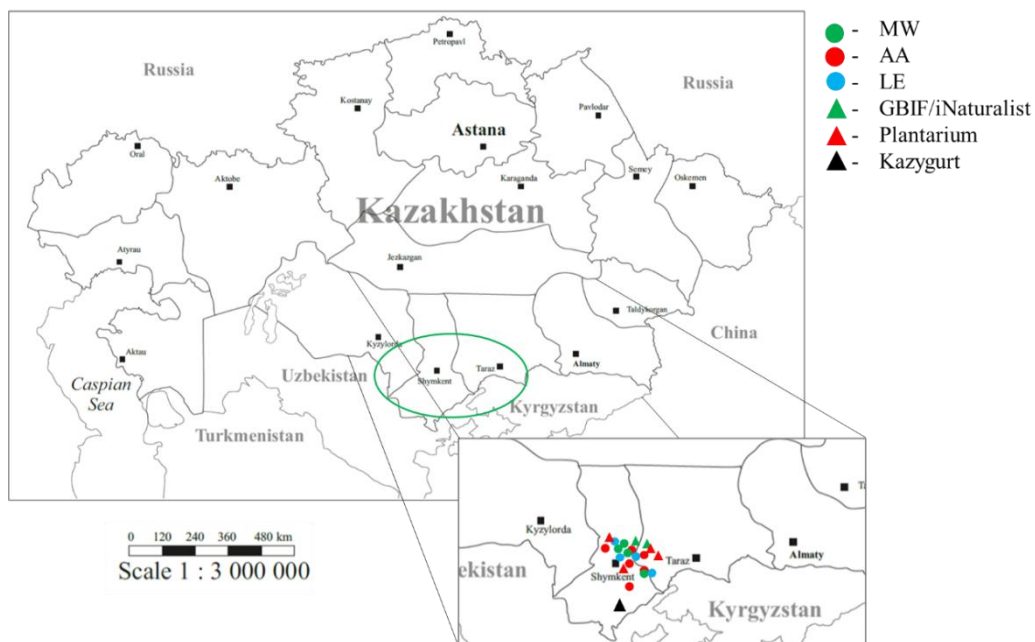 Petropavl
Russia
Russia
Kostanay
Pavlodar
Astana
Oral
Semey
Oskemen
Aktobe
Karaganda
Kazakhstan
Atyrau
Jezkazgan
Taldykurgan
China
Kyzylorda
Aktau
Almaty
Caspian
Sea
Uzbekistan
Shymkent
Taraz
Kyrgyzstan
Turkmenistan
- MW
- AA
- LE
- GBIF/iNaturalist
- Plantarium
- Kazygurt
0 120 240 360 480 km
Scale 1 : 3 000 000
Ta
Kyzylorda
Almaty
Taraz
ekistan
Shymkent
Kyrgyzstan